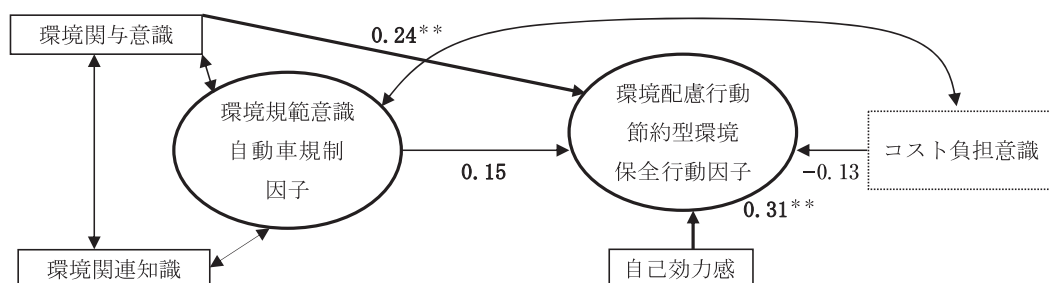 環境関与意識
0.24**
環境規範意識
自動車規制
因子
環境配慮行動
節約型環境
保全行動因子
コスト負担意識
0.15
-0.13
0.31**
環境関連知識
自己効力感